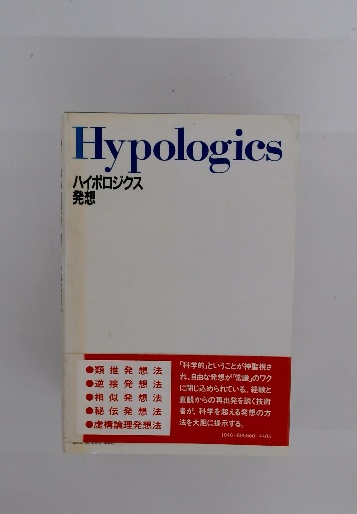 Hypologics
ハイポロジクス
発想
●類推発想法
●逆接発想法
●相似発想法
●秘伝発想法
●虚構論理発想法
「科学的」ということが神聖視さ
れ、自由な発想が「常識」のワク
に閉じ込められている。経験と
直観からの再出発を説く技術
者が、科学を超える発想の方
法を大胆に提示する。